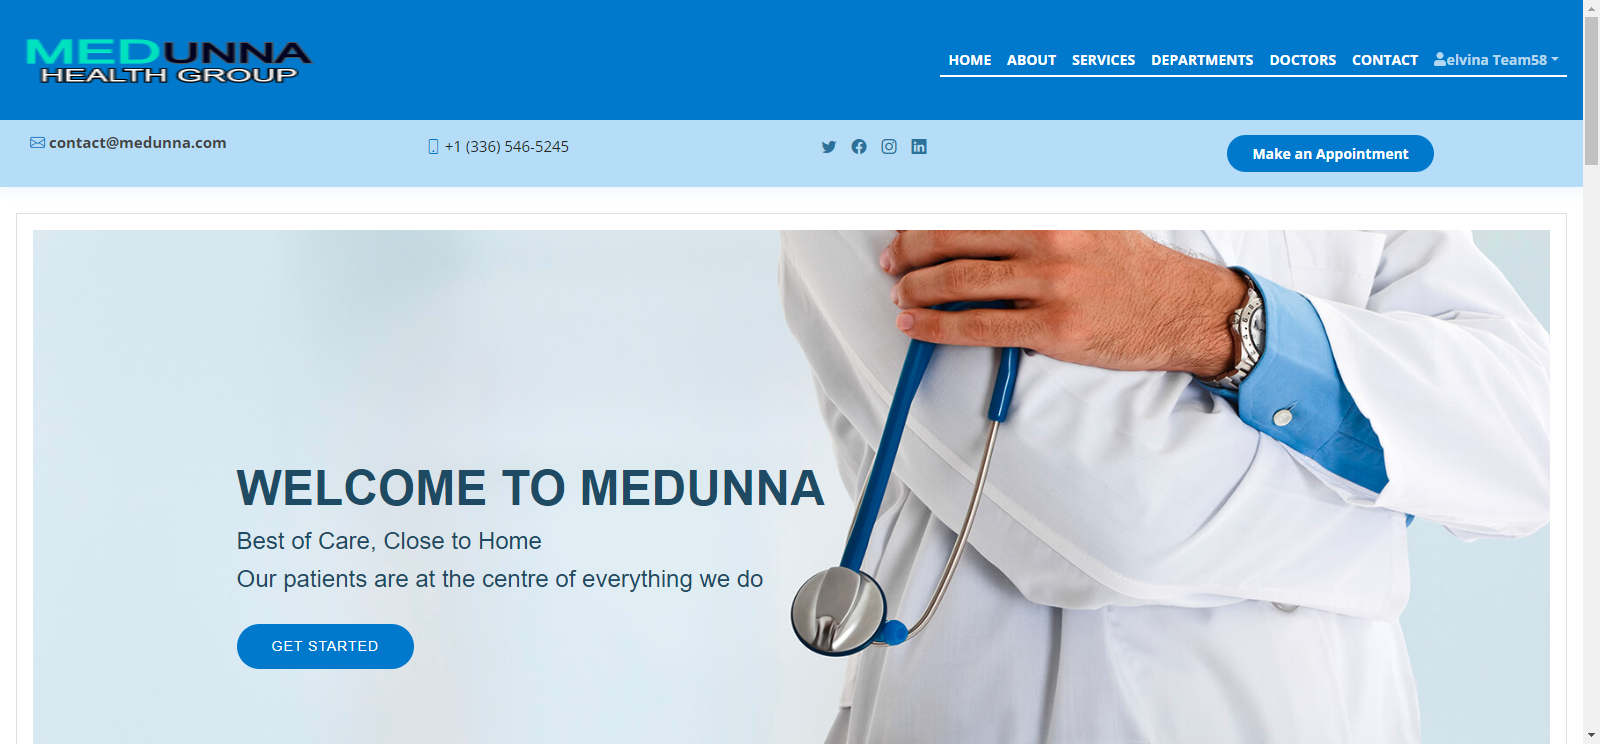 MEDUNNA
HEALTH GROUP
HOME ABOUT SERVICES DEPARTMENTS DOCTORS CONTACT elvina Team58
contact@medunna.com
+1 (336) 546-5245
Make an Appointment
WELCOME TO MEDUNNA
Best of Care, Close to Home
Our patients are at the centre of everything we do
GET STARTED